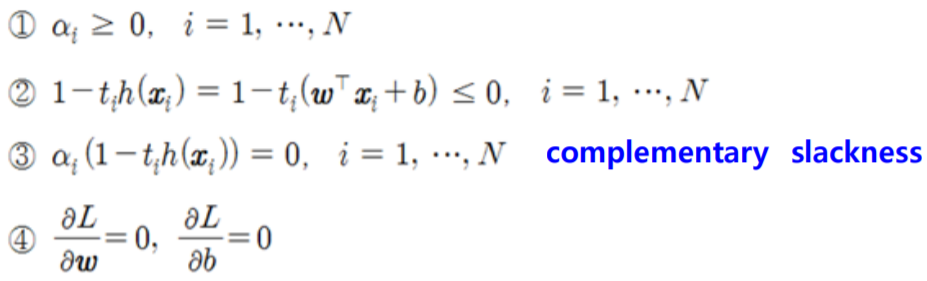 ① αᵢ ≥ 0, i = 1, ···, N
② 1−tᵢh(xᵢ) = 1−tᵢ(w⊤xᵢ+b) ≤ 0, i = 1, ···, N
③ αᵢ(1−tᵢh(xᵢ)) = 0, i = 1, ···, N complementary slackness
④ ∂L/∂w = 0, ∂L/∂b = 0